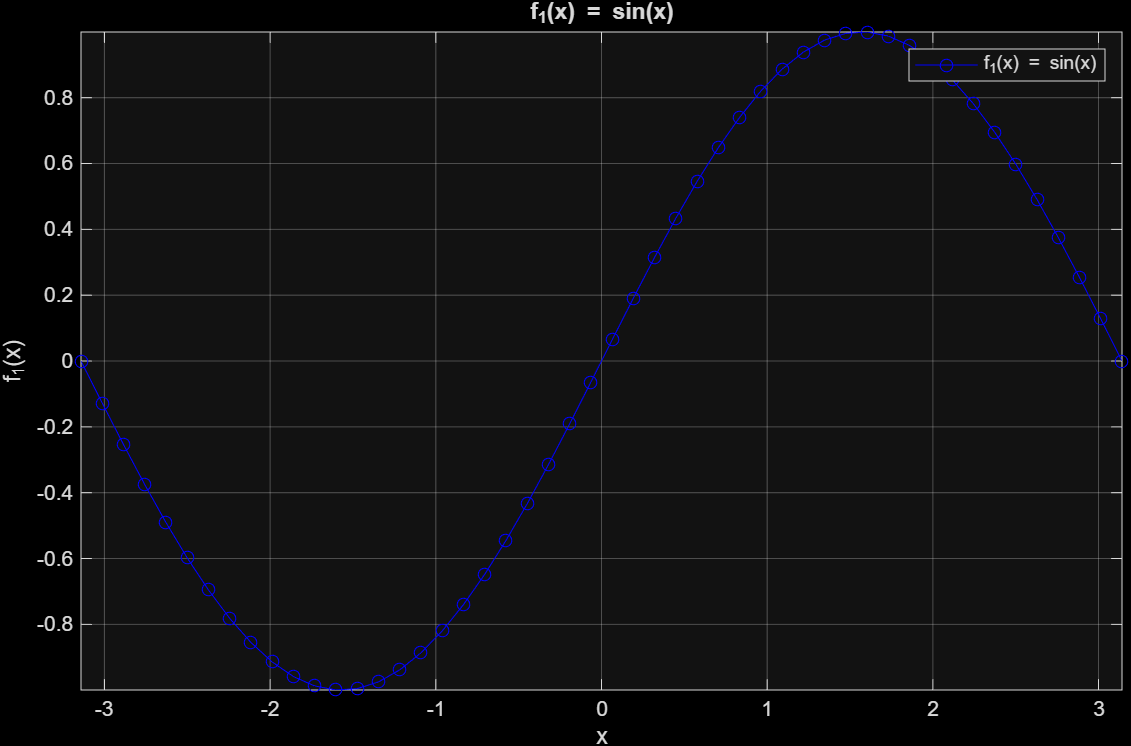 f₁(x) = sin(x)
f₁(x) = sin(x)
0.8
0.6
0.4
0.2
0
-0.2
-0.4
-0.6
-0.8
f₁(x)
-3 -2 -1 0 1 2 3
x